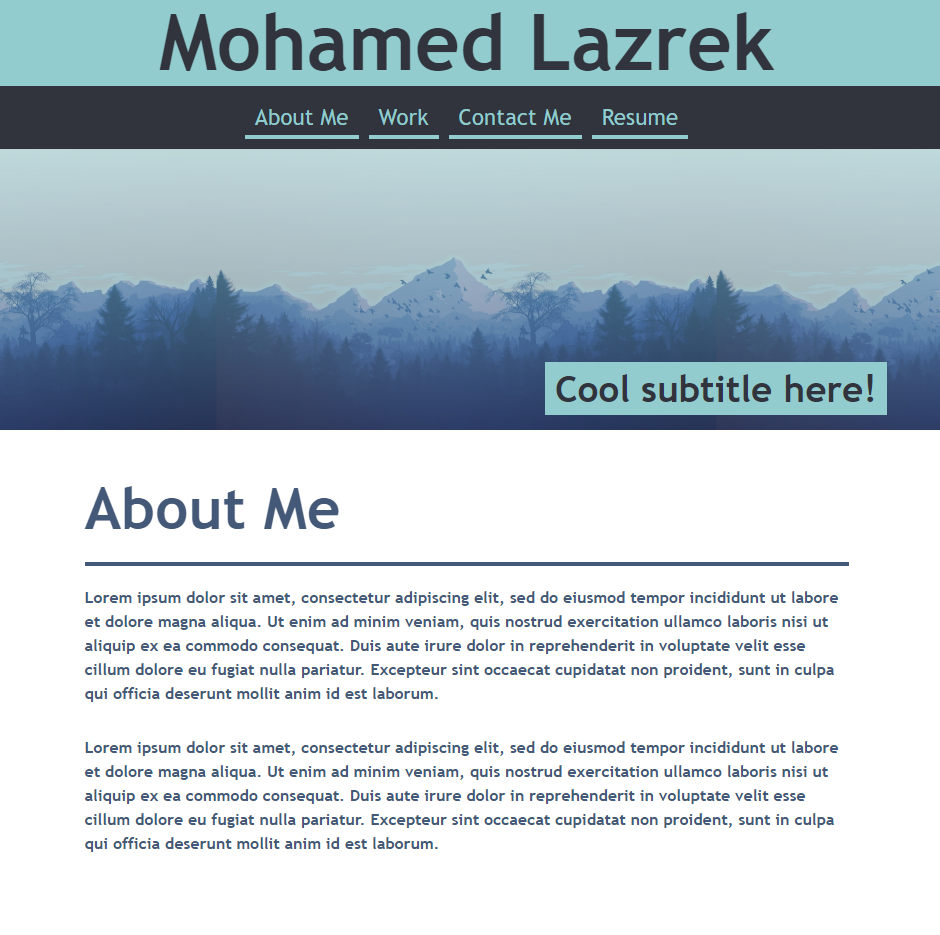 Mohamed Lazrek
About Me Work Contact Me Resume
Cool subtitle here!
About Me
Lorem ipsum dolor sit amet, consectetur adipiscing elit, sed do eiusmod tempor incididunt ut labore
et dolore magna aliqua. Ut enim ad minim veniam, quis nostrud exercitation ullamco laboris nisi ut
aliquip ex ea commodo consequat. Duis aute irure dolor in reprehenderit in voluptate velit esse
cillum dolore eu fugiat nulla pariatur. Excepteur sint occaecat cupidatat non proident, sunt in culpa
qui officia deserunt mollit anim id est laborum.
Lorem ipsum dolor sit amet, consectetur adipiscing elit, sed do eiusmod tempor incididunt ut labore
et dolore magna aliqua. Ut enim ad minim veniam, quis nostrud exercitation ullamco laboris nisi ut
aliquip ex ea commodo consequat. Duis aute irure dolor in reprehenderit in voluptate velit esse
cillum dolore eu fugiat nulla pariatur. Excepteur sint occaecat cupidatat non proident, sunt in culpa
qui officia deserunt mollit anim id est laborum.